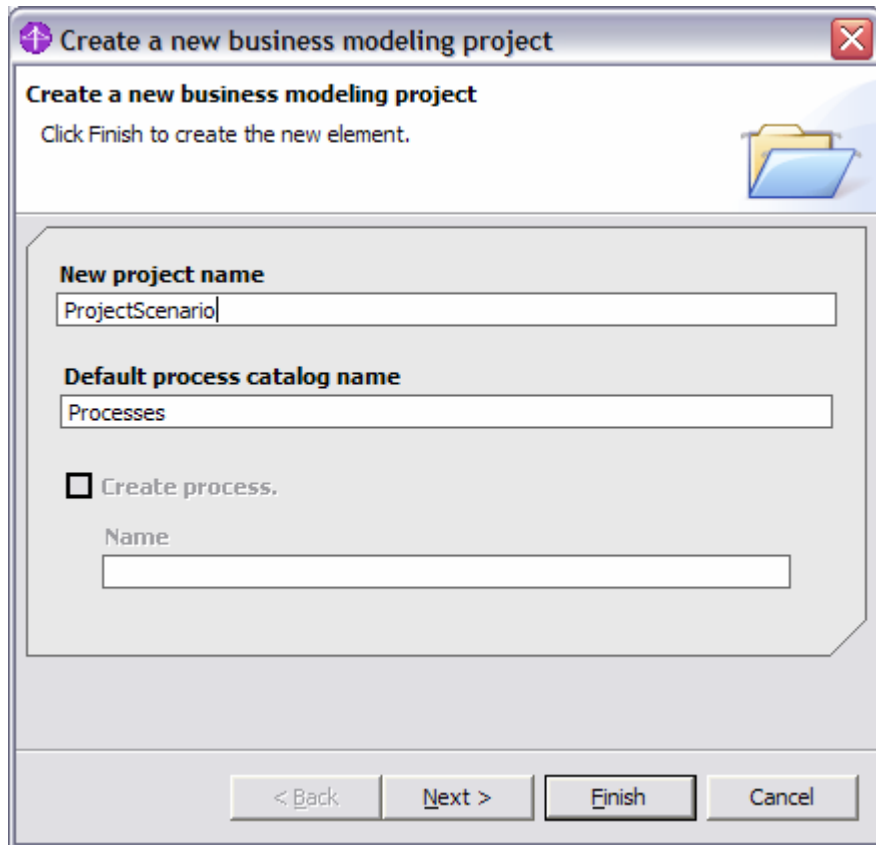 Create a new business modeling project
Create a new business modeling project
Click Finish to create the new element.
New project name
ProjectScenario
Default process catalog name
Processes
Create process.
Name
< Back Next > Finish Cancel